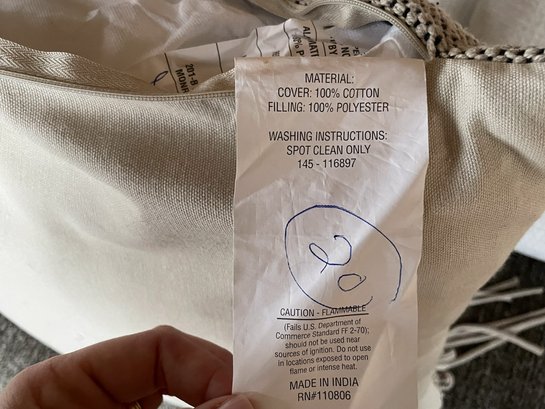 201-8
MATERIAL:
COVER: 100% COTTON
FILLING: 100% POLYESTER
WASHING INSTRUCTIONS:
SPOT CLEAN ONLY
145 - 116897
CAUTION - FLAMMABLE
(Fails U.S. Department of
Commerce Standard FF 2-70);
should not be used near
sources of ignition. Do not use
in locations exposed to open
flame or intense heat.
MADE IN INDIA
RN#110806